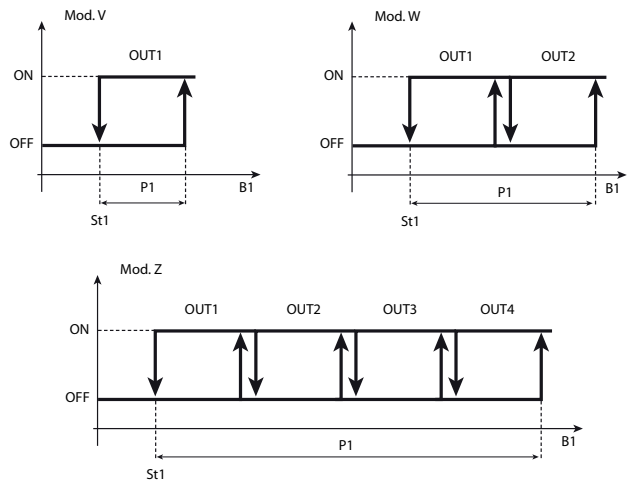 Mod. V
OUT1
ON
OFF
P1
B1
St1
Mod. W
OUT1 OUT2
ON
OFF
P1
B1
St1
Mod. Z
OUT1 OUT2 OUT3 OUT4
ON
OFF
P1
B1
St1